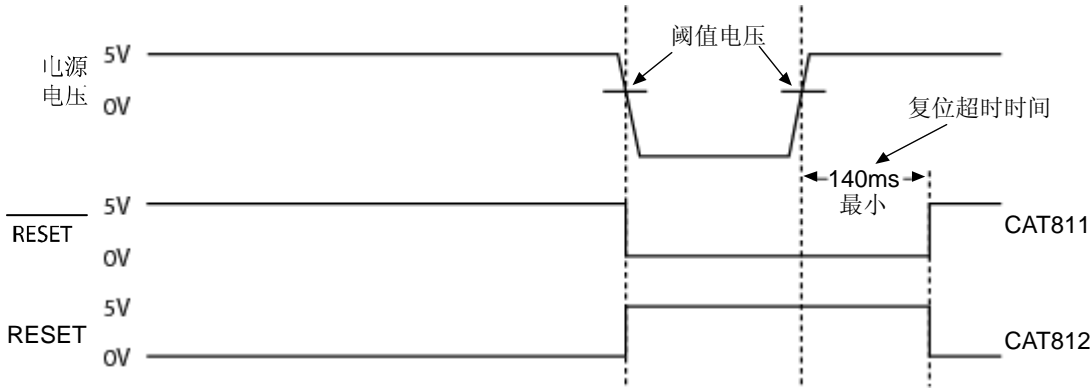 阈值电压
5V
电源
电压
0V
复位超时时间
140ms
最小
5V
RESET
CAT811
0V
5V
RESET
CAT812
0V